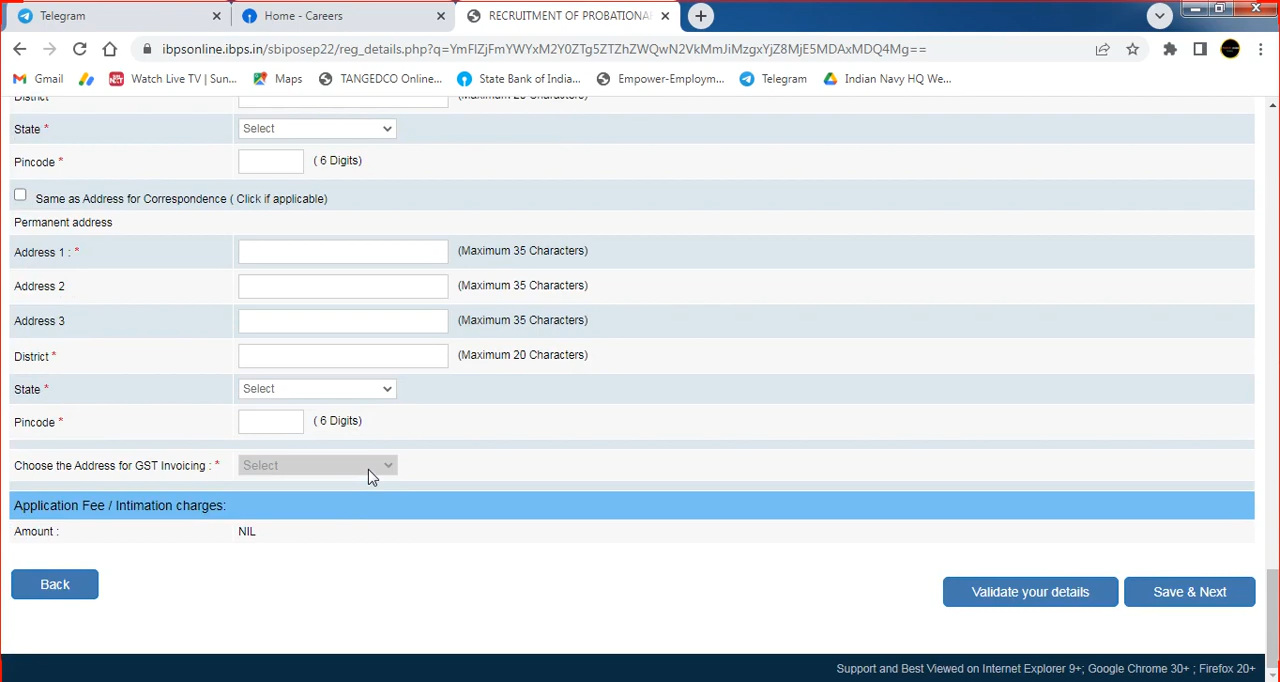 Telegram
Home - Careers
RECRUITMENT OF PROBATIONA
ibpsonline.ibps.in/sbiposep22/reg_details.php?q=YmFlZjFmYWYxM2Y0ZTg5ZTZhZWQwN2VkMmJiMzgxYjZ8MjE5MDAxMDQ4Mg==
Gmail
Watch Live TV | Sun...
Maps
TANGEDCO Online...
State Bank of India...
Empower-Employm...
Telegram
Indian Navy HQ We...
District * (Maximum 20 Characters)
State * Select
Pincode * ( 6 Digits)
Same as Address for Correspondence ( Click if applicable)
Permanent address
Address 1 : * (Maximum 35 Characters)
Address 2 (Maximum 35 Characters)
Address 3 (Maximum 35 Characters)
District * (Maximum 20 Characters)
State * Select
Pincode * ( 6 Digits)
Choose the Address for GST Invoicing : * Select
Application Fee / Intimation charges:
Amount : NIL
Back
Validate your details
Save & Next
Support and Best Viewed on Internet Explorer 9+; Google Chrome 30+ ; Firefox 20+